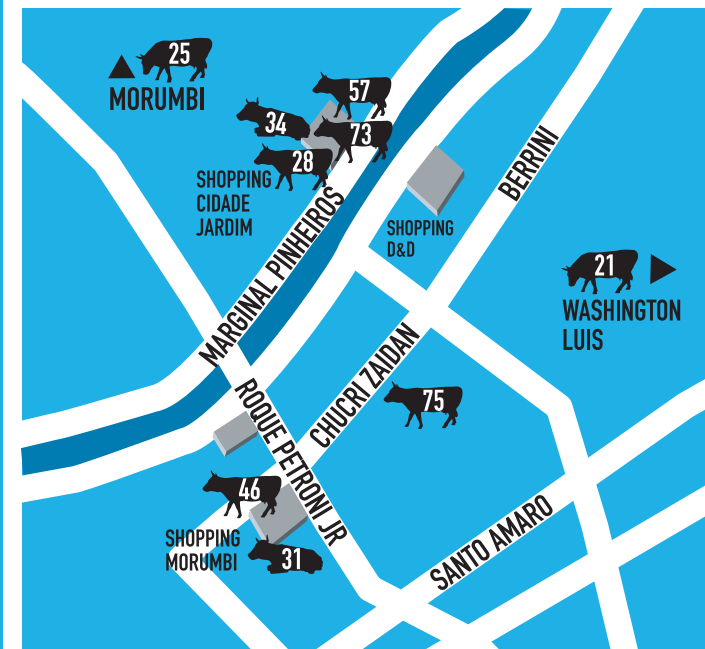 25
MORUMBI
57
34
73
28
SHOPPING
CIDADE
JARDIM
MARGINAL PINHEIROS
SHOPPING
D&D
BERRINI
21
WASHINGTON
LUIS
CHUCRI ZAIDAN
75
ROQUE PETRONI JR
46
SHOPPING
MORUMBI
31
SANTO AMARO